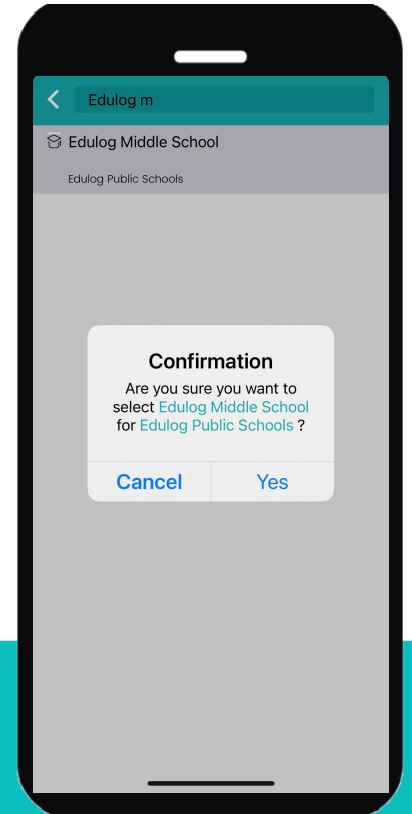 Edulog m
Edulog Middle School
Edulog Public Schools
Confirmation
Are you sure you want to
select Edulog Middle School
for Edulog Public Schools ?
Cancel
Yes